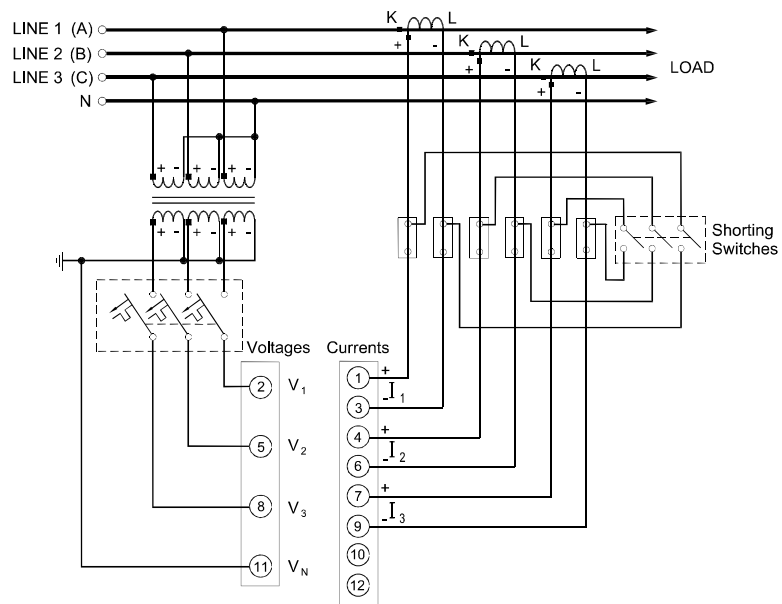 LINE 1 (A)
K L
+ -
LINE 2 (B)
K L
+ -
LINE 3 (C)
K L
+ -
LOAD
N
+ - + - + -
+ - + - + -
Shorting
Switches
Voltages Currents
2 V1
1 +
- I1
3
4 +
5 V2
- I2
6
7 +
8 V3
- I3
9
10
11 VN
12